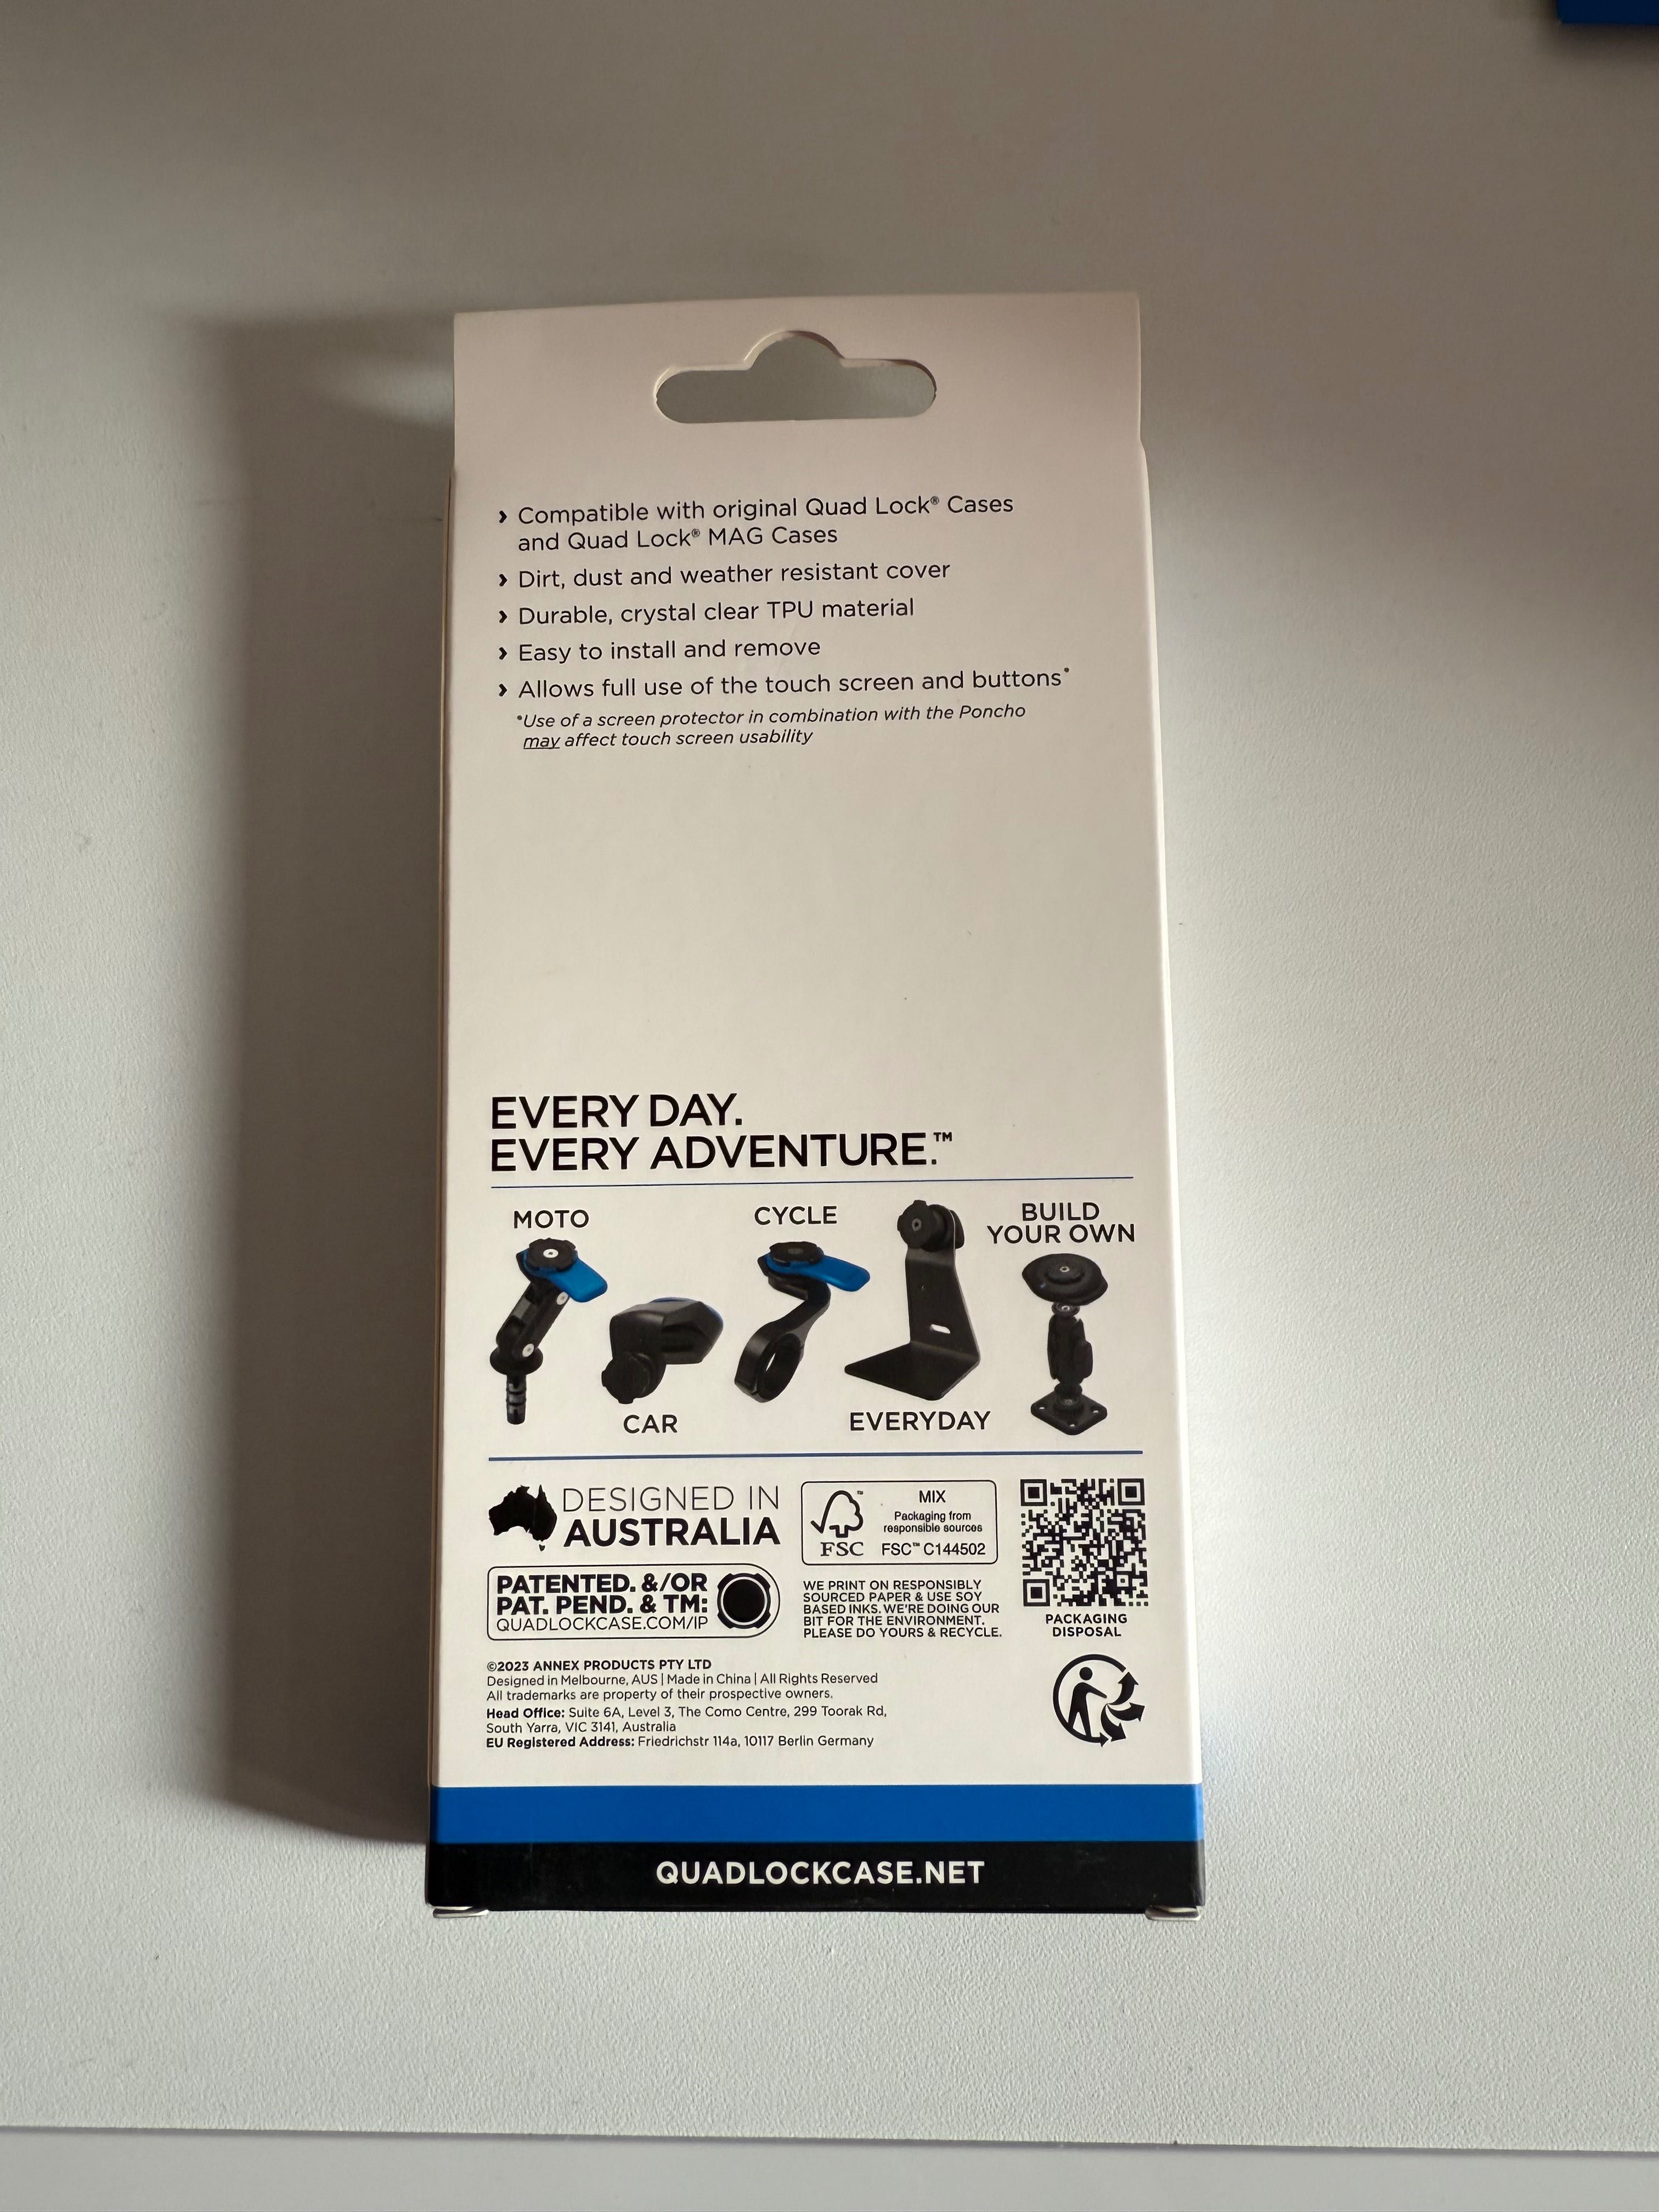 › Compatible with original Quad Lock® Cases
and Quad Lock® MAG Cases
› Dirt, dust and weather resistant cover
› Durable, crystal clear TPU material
› Easy to install and remove
› Allows full use of the touch screen and buttons*
*Use of a screen protector in combination with the Poncho
may affect touch screen usability
EVERY DAY.
EVERY ADVENTURE.™
MOTO
CAR
CYCLE
EVERYDAY
BUILD
YOUR OWN
DESIGNED IN
AUSTRALIA
PATENTED. &/OR
PAT. PEND. & TM:
QUADLOCKCASE.COM/IP
™
FSC
MIX
Packaging from
responsible sources
FSC™ C144502
WE PRINT ON RESPONSIBLY
SOURCED PAPER & USE SOY
BASED INKS. WE'RE DOING OUR
BIT FOR THE ENVIRONMENT.
PLEASE DO YOURS & RECYCLE.
PACKAGING
DISPOSAL
©2023 ANNEX PRODUCTS PTY LTD
Designed in Melbourne, AUS | Made in China | All Rights Reserved
All trademarks are property of their prospective owners.
Head Office: Suite 6A, Level 3, The Como Centre, 299 Toorak Rd,
South Yarra, VIC 3141, Australia
EU Registered Address: Friedrichstr 114a, 10117 Berlin Germany
QUADLOCKCASE.NET